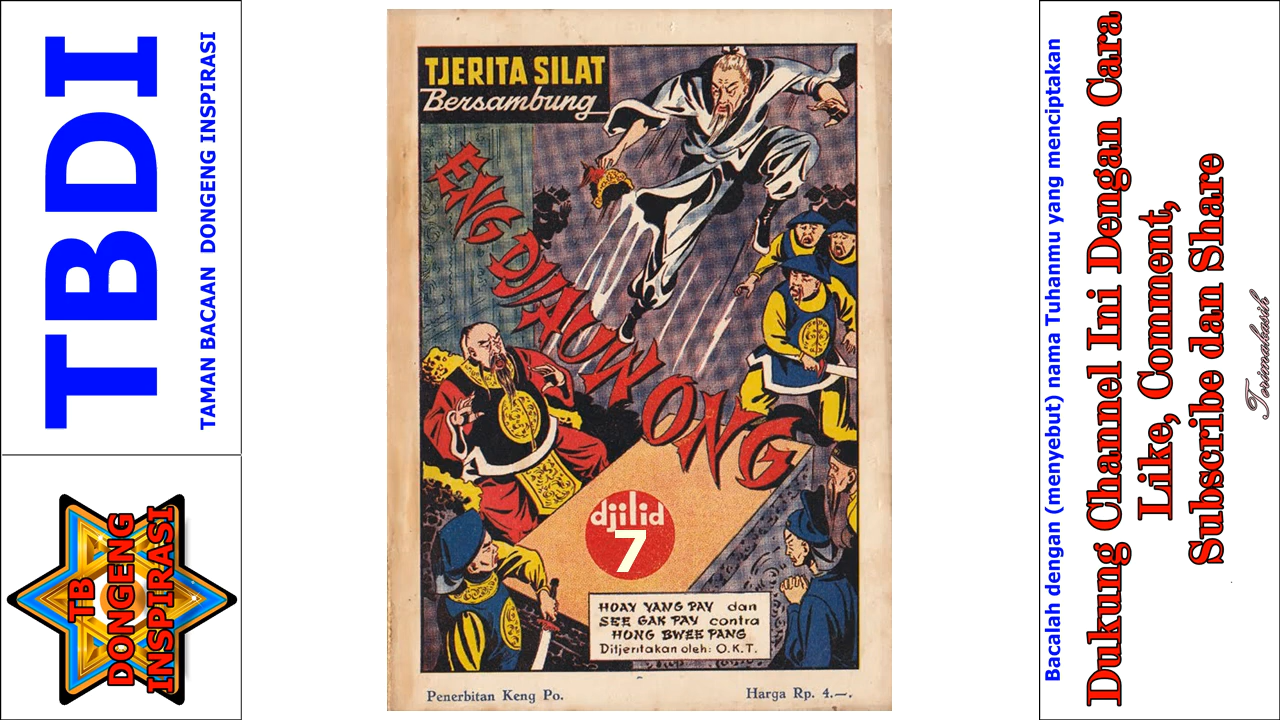 TBDI
TAMAN BACAAN DONGENG INSPIRASI
TB
DONGENG
INSPIRASI
TJERITA SILAT
Bersambung
ENG DJIAUW ONG
djilid
7
HOAY YANG PAY dan
SEE GAK PAY contra
HONG BWEE PANG
Ditjeritakan oleh: O.K.T.
Penerbitan Keng Po.
Harga Rp. 4.—.
Bacalah dengan (menyebut) nama Tuhanmu yang menciptakan
Dukung Channel Ini Dengan Cara
Like, Comment,
Subscribe dan Share
Terimakasih